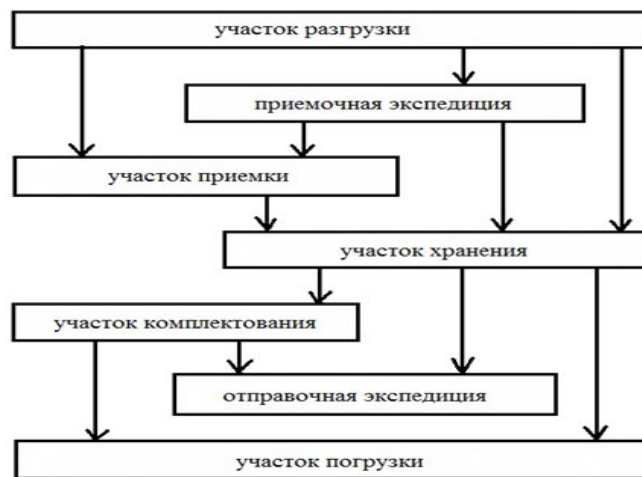 участок разгрузки
приемочная экспедиция
участок приемки
участок хранения
участок комплектования
отправочная экспедиция
участок погрузки